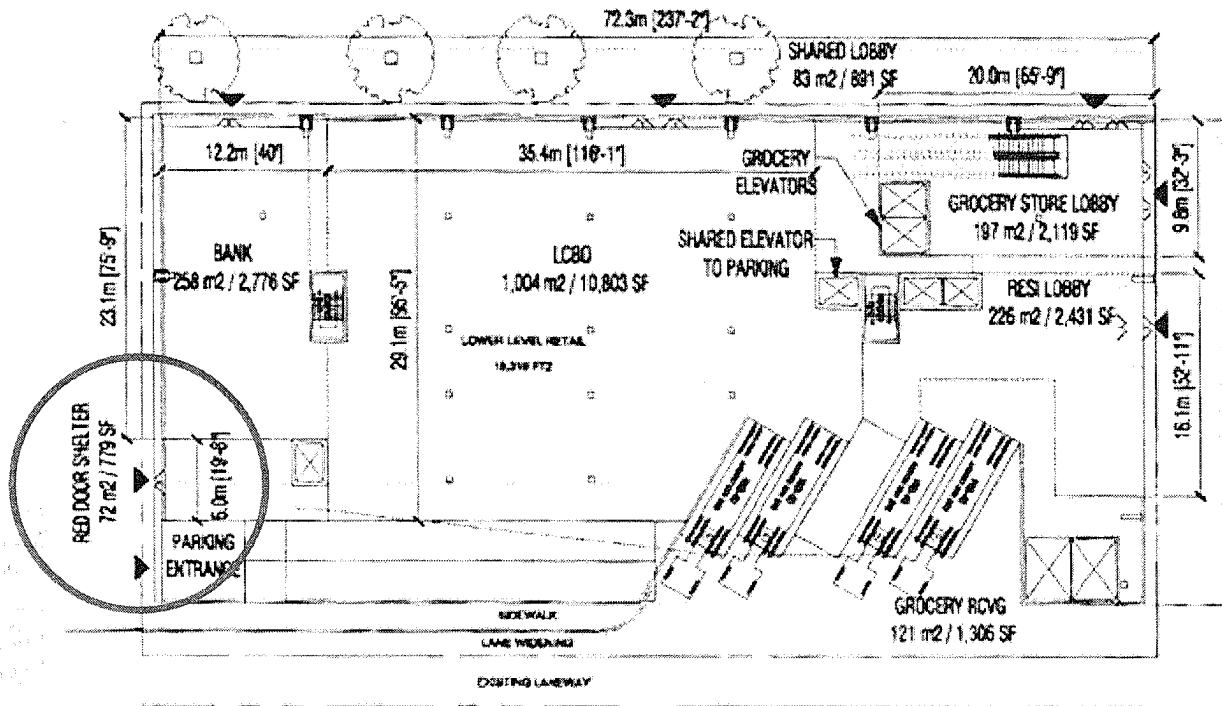 72.3m [237'-2"]
SHARED LOBBY
83 m2 / 891 SF
20.0m [65'-9"]
12.2m [40']
35.4m [116'-1"]
GROCERY
ELEVATORS
GROCERY STORE LOBBY
197 m2 / 2,119 SF
9.8m [32'-3"]
BANK
258 m2 / 2,776 SF
LCBO
1,004 m2 / 10,803 SF
SHARED ELEVATOR
TO PARKING
RESI LOBBY
226 m2 / 2,431 SF
23.1m [75'-9"]
29.1m [95'-5"]
LOWER LEVEL RETAIL
16.1m [52'-11"]
RED DOOR SHELTER
72 m2 / 779 SF
6.0m [19'-8"]
PARKING
ENTRANCE
GROCERY RCVG
121 m2 / 1,306 SF
SIDEWALK
LANE WIDENING
EXISTING LANEWAY